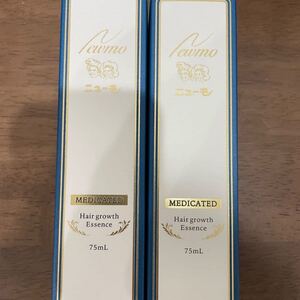 Newmo
ニューモ
MEDICATED
Hair growth
Essence
75mL
Newmo
ニューモ
MEDICATED
Hair growth
Essence
75mL